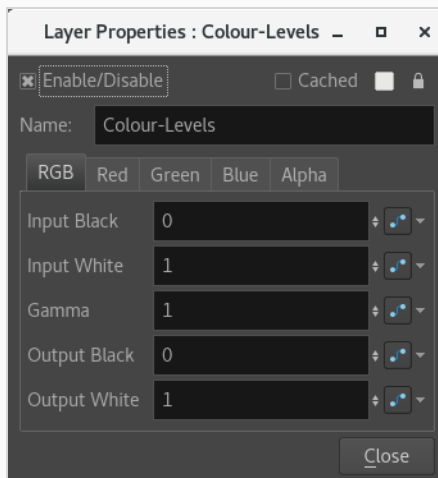 Layer Properties : Colour-Levels
Enable/Disable Cached
Name: Colour-Levels
RGB Red Green Blue Alpha
Input Black 0
Input White 1
Gamma 1
Output Black 0
Output White 1
Close